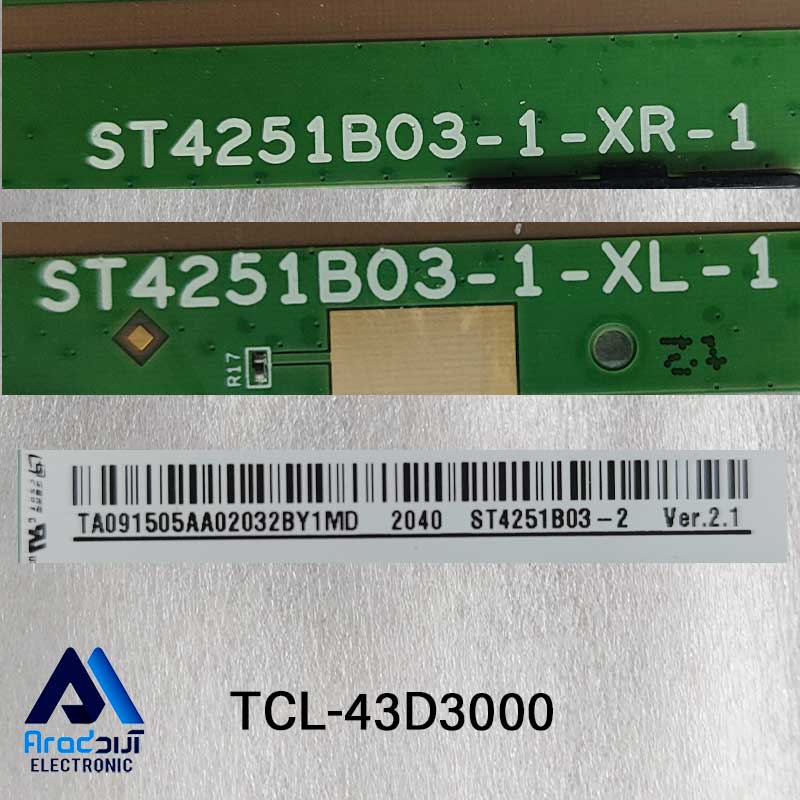 ST4251B03-1-XR-1
ST4251B03-1-XL-1
R17
TA091505AA02032BY1MD 2040 ST4251B03-2 Ver.2.1
TCL-43D3000
Arad آراد
ELECTRONIC